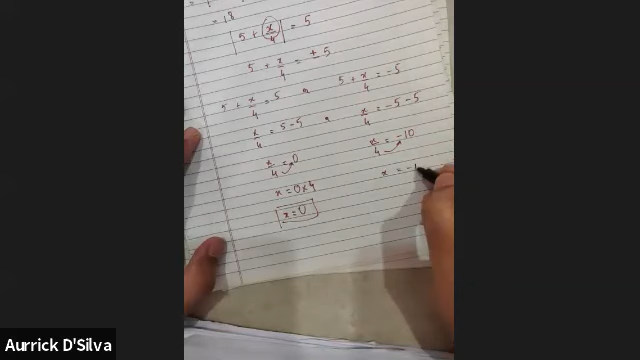 = 18
|5 + x/4| = 5
5 + x/4 = ± 5
5 + x/4 = 5 or 5 + x/4 = -5
x/4 = 5 - 5 or x/4 = -5 - 5
x/4 = 0 x/4 = -10
x = 0 x 4 x = -1
x = 0
Aurrick D'Silva